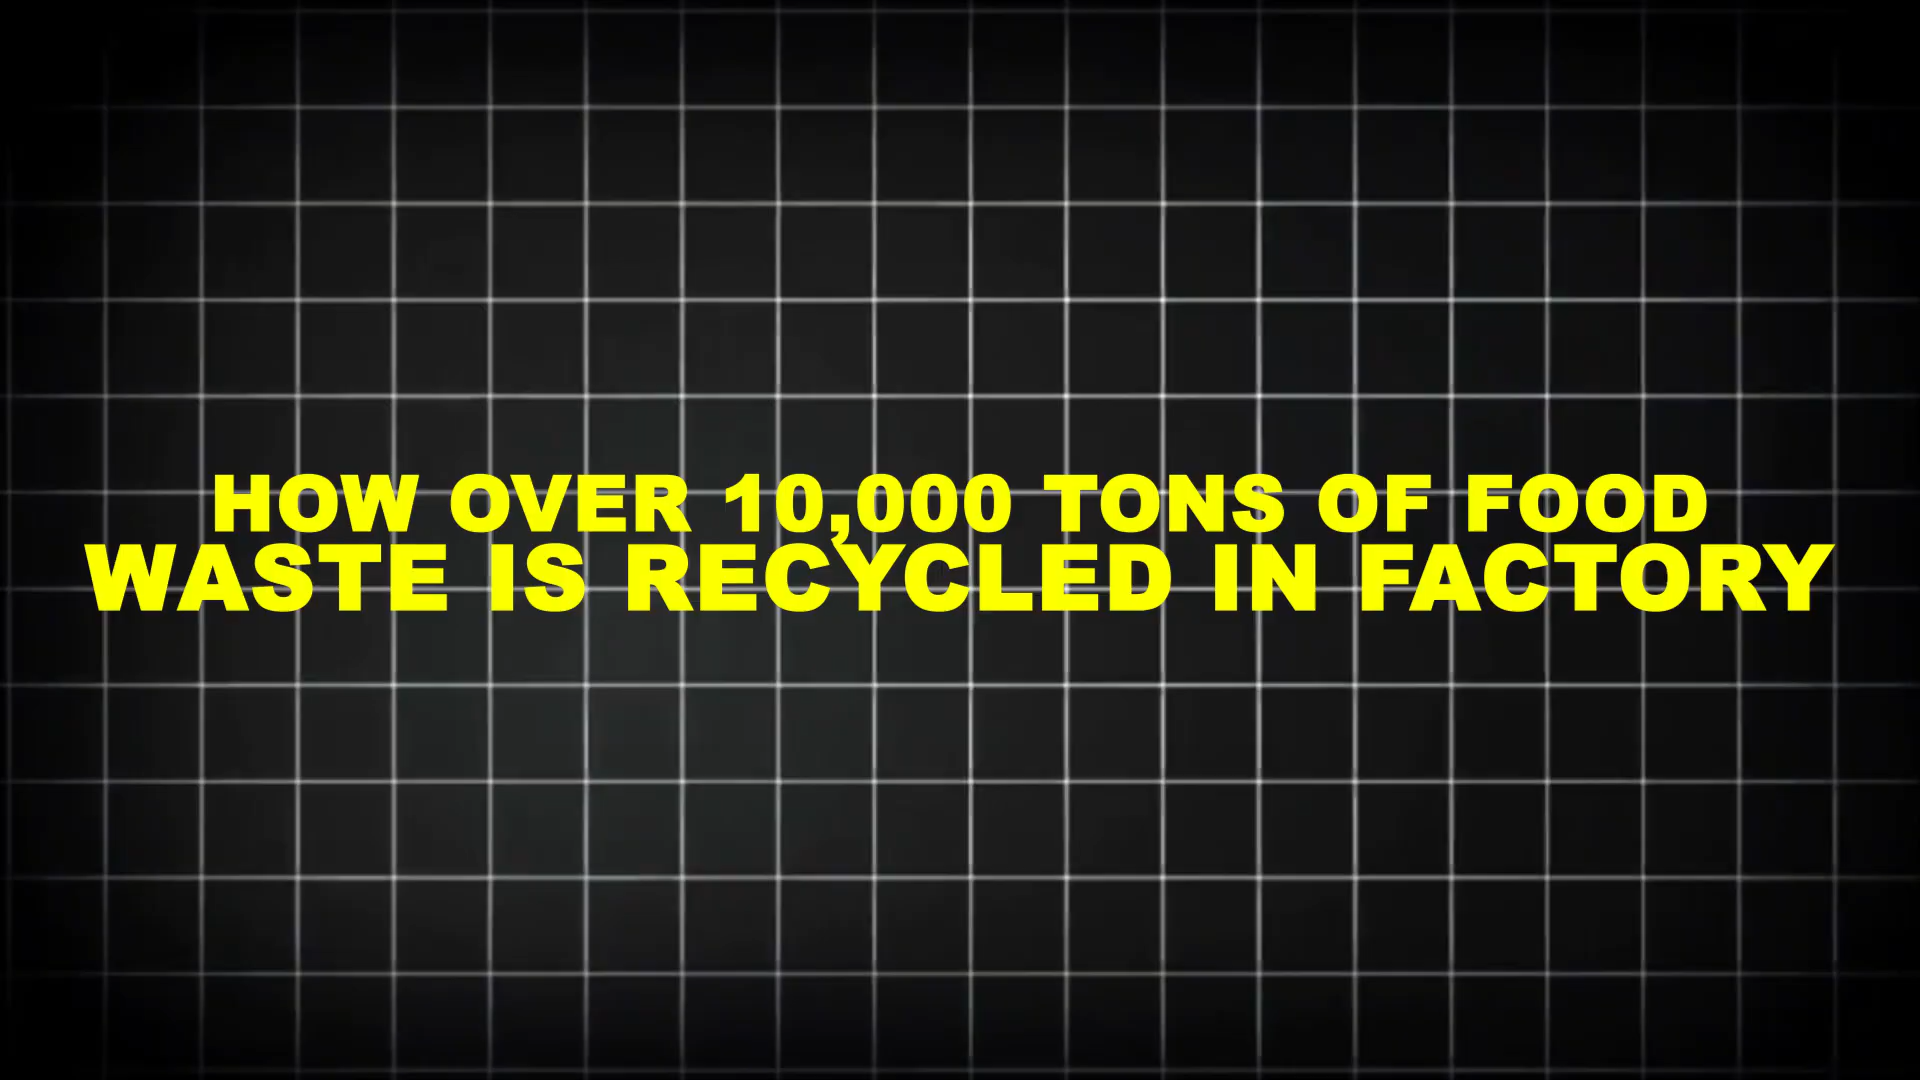 HOW OVER 10,000 TONS OF FOOD
WASTE IS RECYCLED IN FACTORY